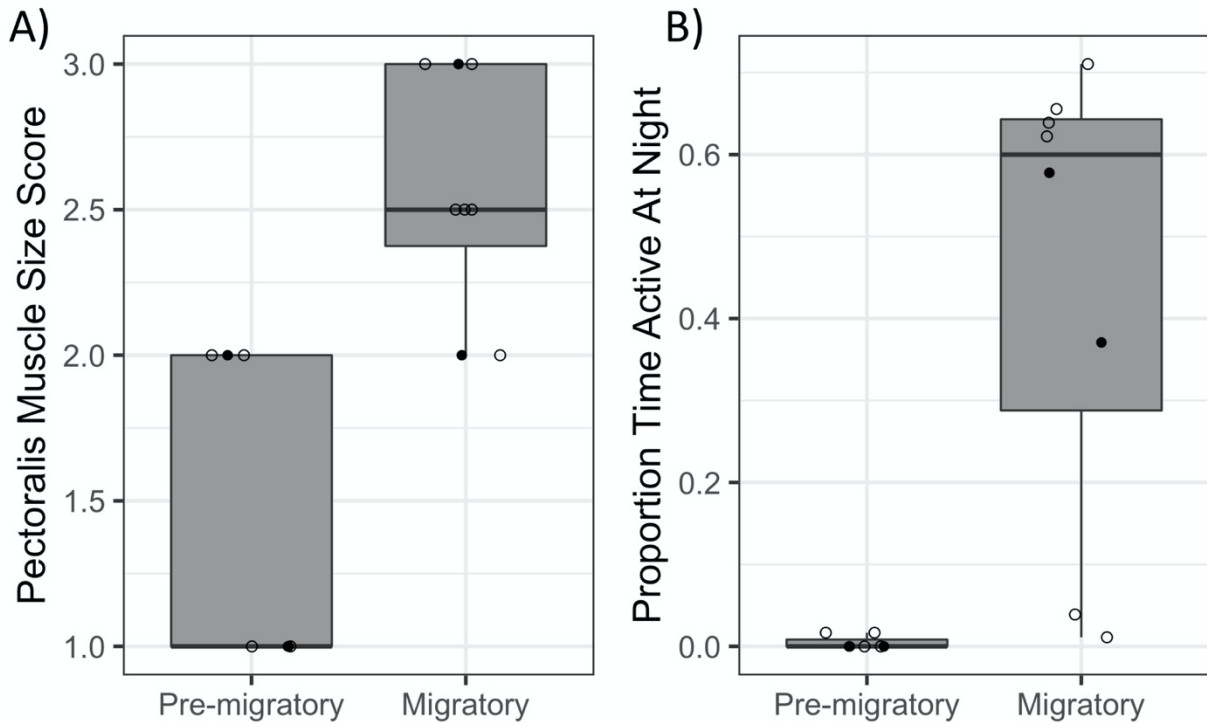 A)
Pectoralis Muscle Size Score
3.0
2.5
2.0
1.5
1.0
Pre-migratory Migratory
B)
Proportion Time Active At Night
0.6
0.4
0.2
0.0
Pre-migratory Migratory